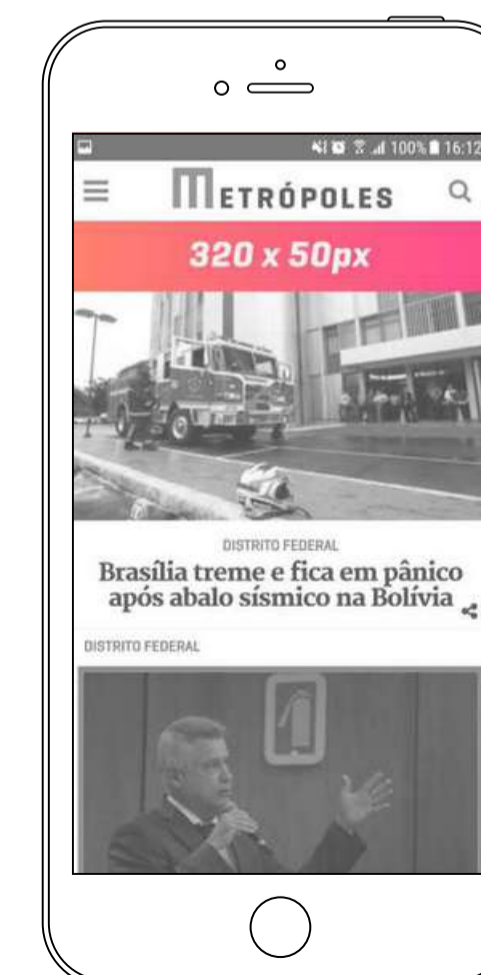 100% 16:12
METRÓPOLES
320 x 50px
DISTRITO FEDERAL
Brasília treme e fica em pânico
após abalo sísmico na Bolívia
DISTRITO FEDERAL